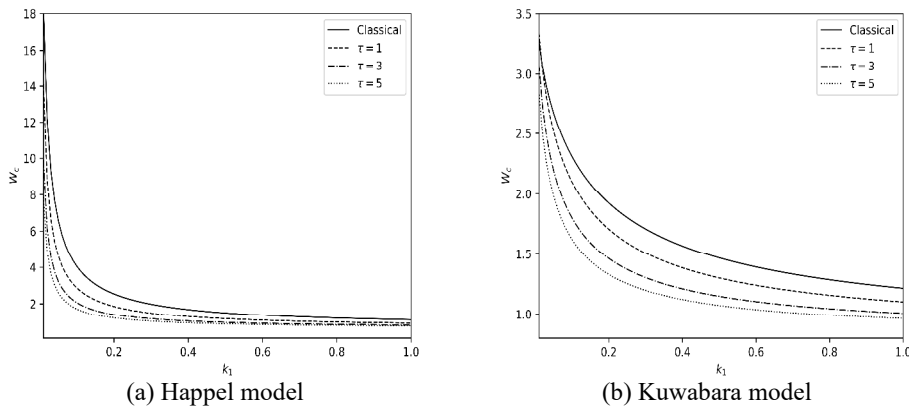 18
16
14
12
10
8
6
4
2
W_c
0.2 0.4 0.6 0.8 1.0
k_1
Classical
τ = 1
τ = 3
τ = 5
(a) Happel model
3.5
3.0
2.5
2.0
1.5
1.0
W_c
0.2 0.4 0.6 0.8 1.0
k_1
Classical
τ = 1
τ − 3
τ = 5
(b) Kuwabara model